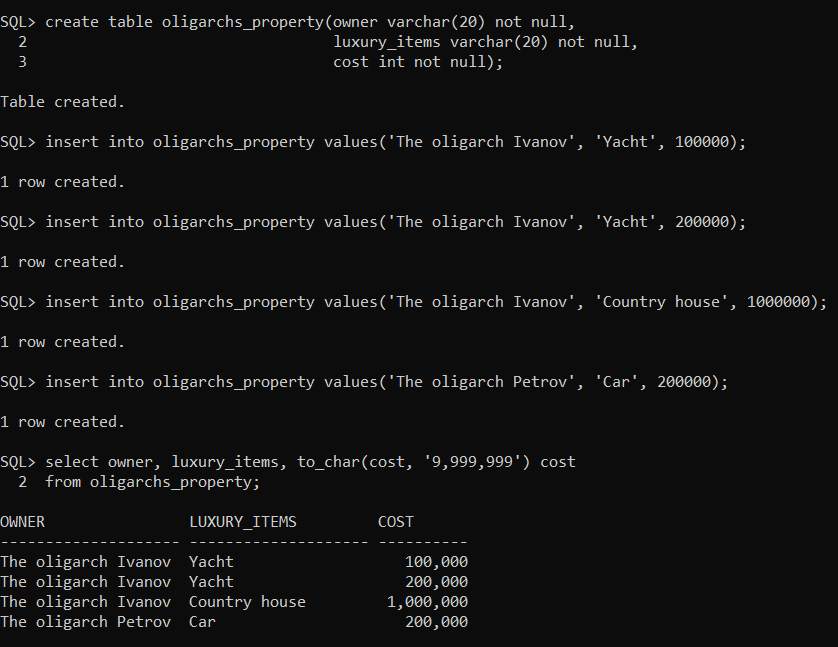 SQL> create table oligarchs_property(owner varchar(20) not null,
  2                                  luxury_items varchar(20) not null,
  3                                  cost int not null);
Table created.
SQL> insert into oligarchs_property values('The oligarch Ivanov', 'Yacht', 100000);
1 row created.
SQL> insert into oligarchs_property values('The oligarch Ivanov', 'Yacht', 200000);
1 row created.
SQL> insert into oligarchs_property values('The oligarch Ivanov', 'Country house', 1000000);
1 row created.
SQL> insert into oligarchs_property values('The oligarch Petrov', 'Car', 200000);
1 row created.
SQL> select owner, luxury_items, to_char(cost, '9,999,999') cost
  2  from oligarchs_property;
OWNER                LUXURY_ITEMS         COST
-------------------- -------------------- ----------
The oligarch Ivanov  Yacht                   100,000
The oligarch Ivanov  Yacht                   200,000
The oligarch Ivanov  Country house         1,000,000
The oligarch Petrov  Car                     200,000